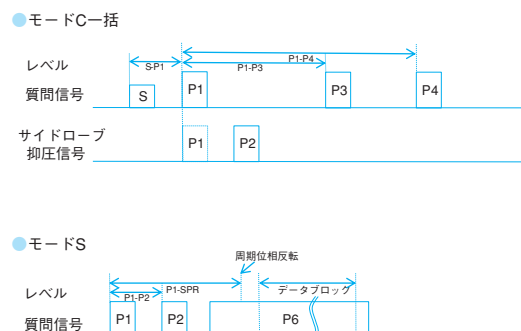 ●モードC一括
P1-P4
S-P1
P1-P3
レベル
質問信号
S
P1
P3
P4
サイドローブ
抑圧信号
P1
P2
●モードS
周期位相反転
P1-SPR
データブロック
P1-P2
レベル
質問信号
P1
P2
P6